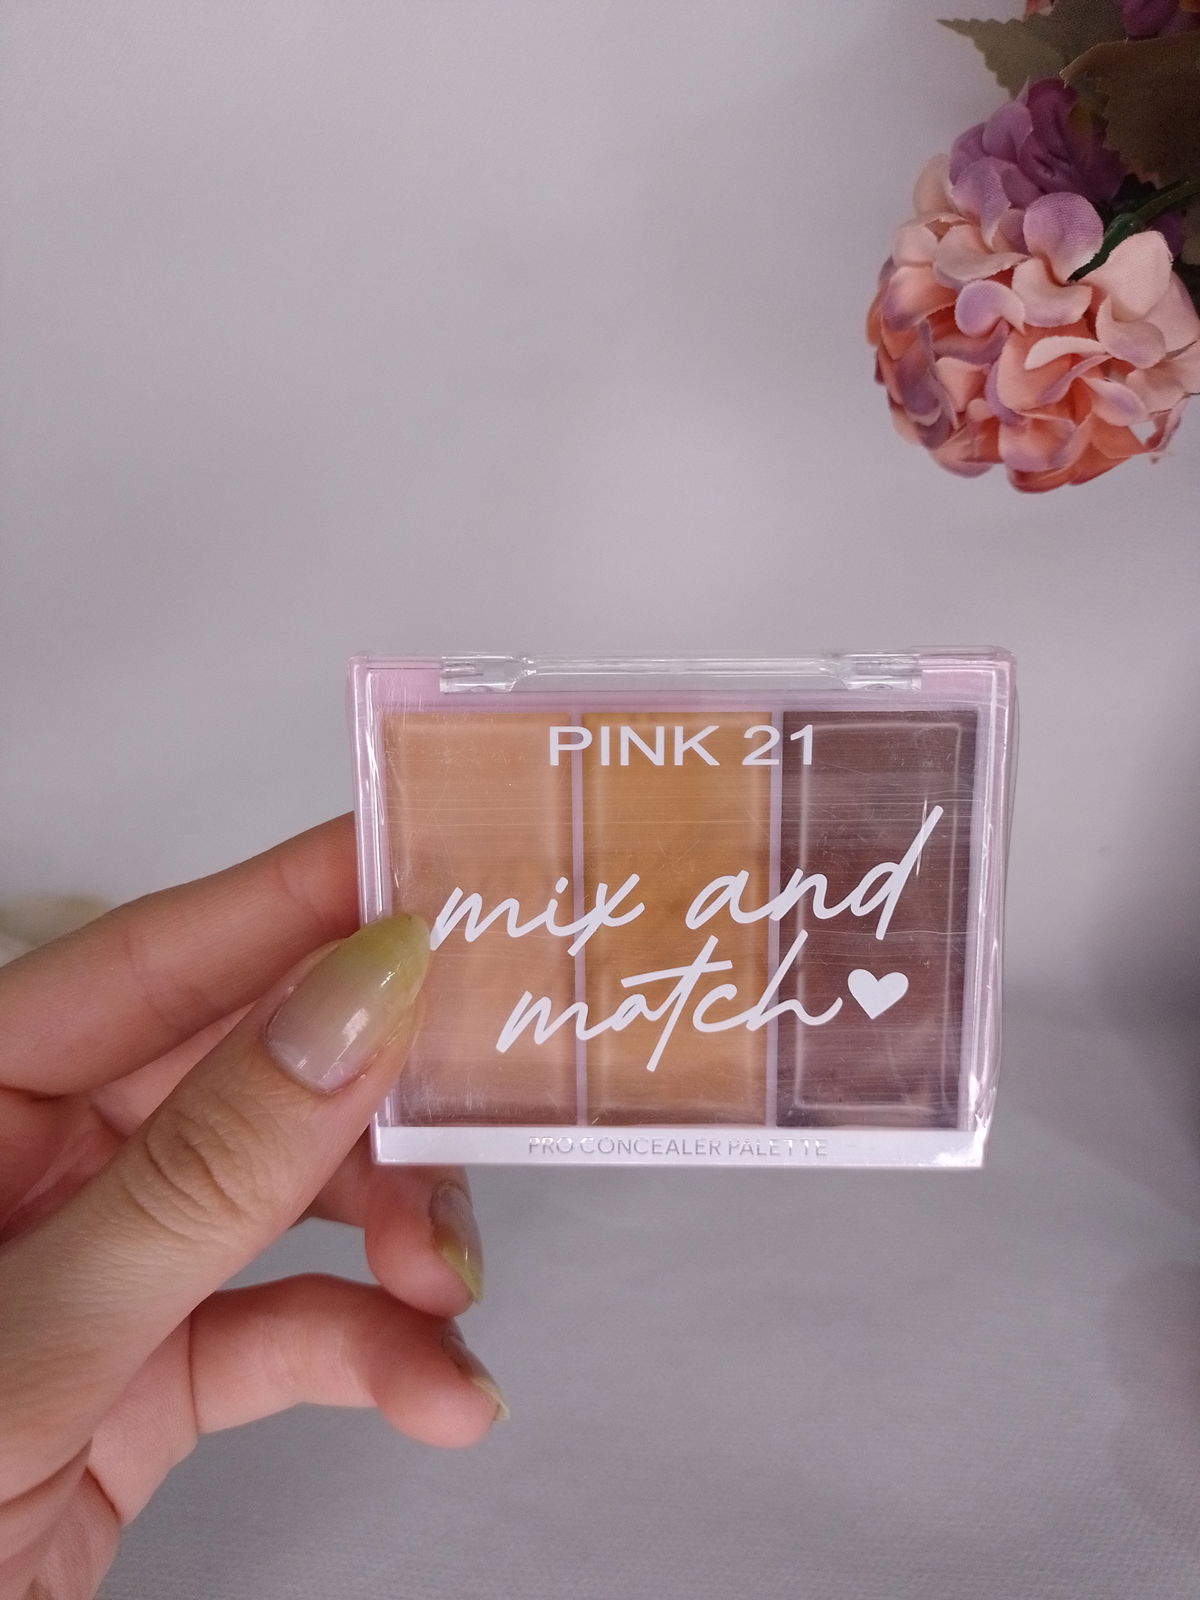 PINK 21
mix and
match
PRO CONCEALER PALETTE